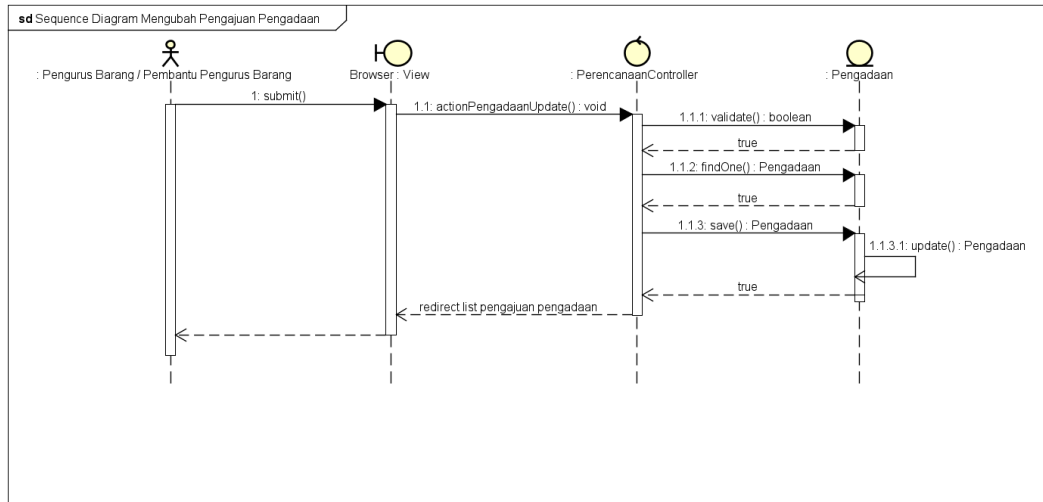 sd Sequence Diagram Mengubah Pengajuan Pengadaan
: Pengurus Barang / Pembantu Pengurus Barang
Browser : View
: PerencanaanController
: Pengadaan
1: submit()
1.1: actionPengadaanUpdate() : void
1.1.1: validate() : boolean
true
1.1.2: findOne() : Pengadaan
true
1.1.3: save() : Pengadaan
1.1.3.1: update() : Pengadaan
true
redirect list pengajuan pengadaan